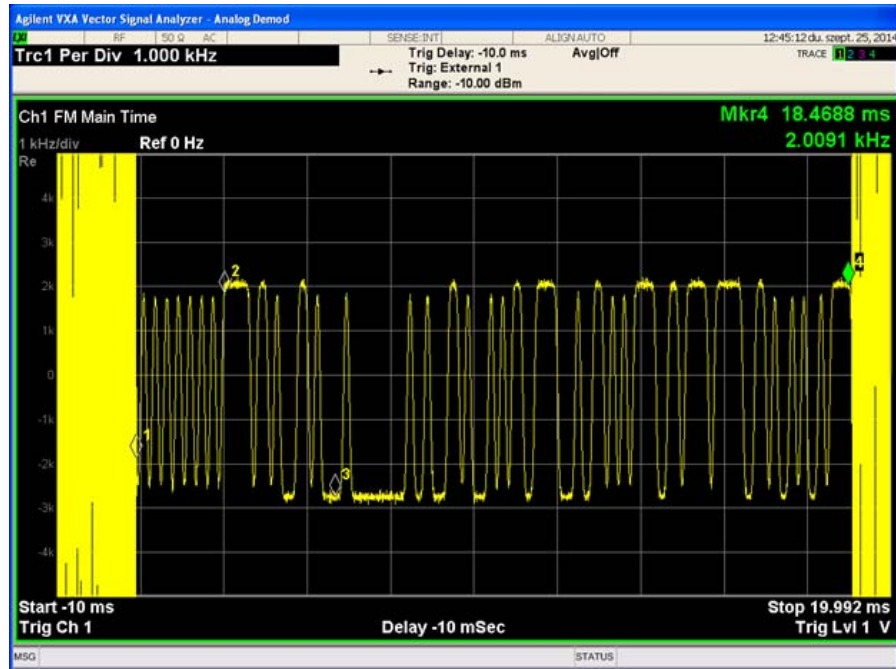 Agilent VXA Vector Signal Analyzer - Analog Demod
LXI RF 50 Ω AC SENSE:INT ALIGN AUTO 12:45:12 du. szept. 25, 2014
Trc1 Per Div 1.000 kHz Trig Delay: -10.0 ms Avg|Off TRACE 1 2 3 4
Trig: External 1
Range: -10.00 dBm
Ch1 FM Main Time Mkr4 18.4688 ms
1 kHz/div Ref 0 Hz 2.0091 kHz
Re
4k
3k
2 4
2k
1k
0
-1k
1
-2k
3
-3k
-4k
Start -10 ms Stop 19.992 ms
Trig Ch 1 Delay -10 mSec Trig Lvl 1 V
MSG STATUS